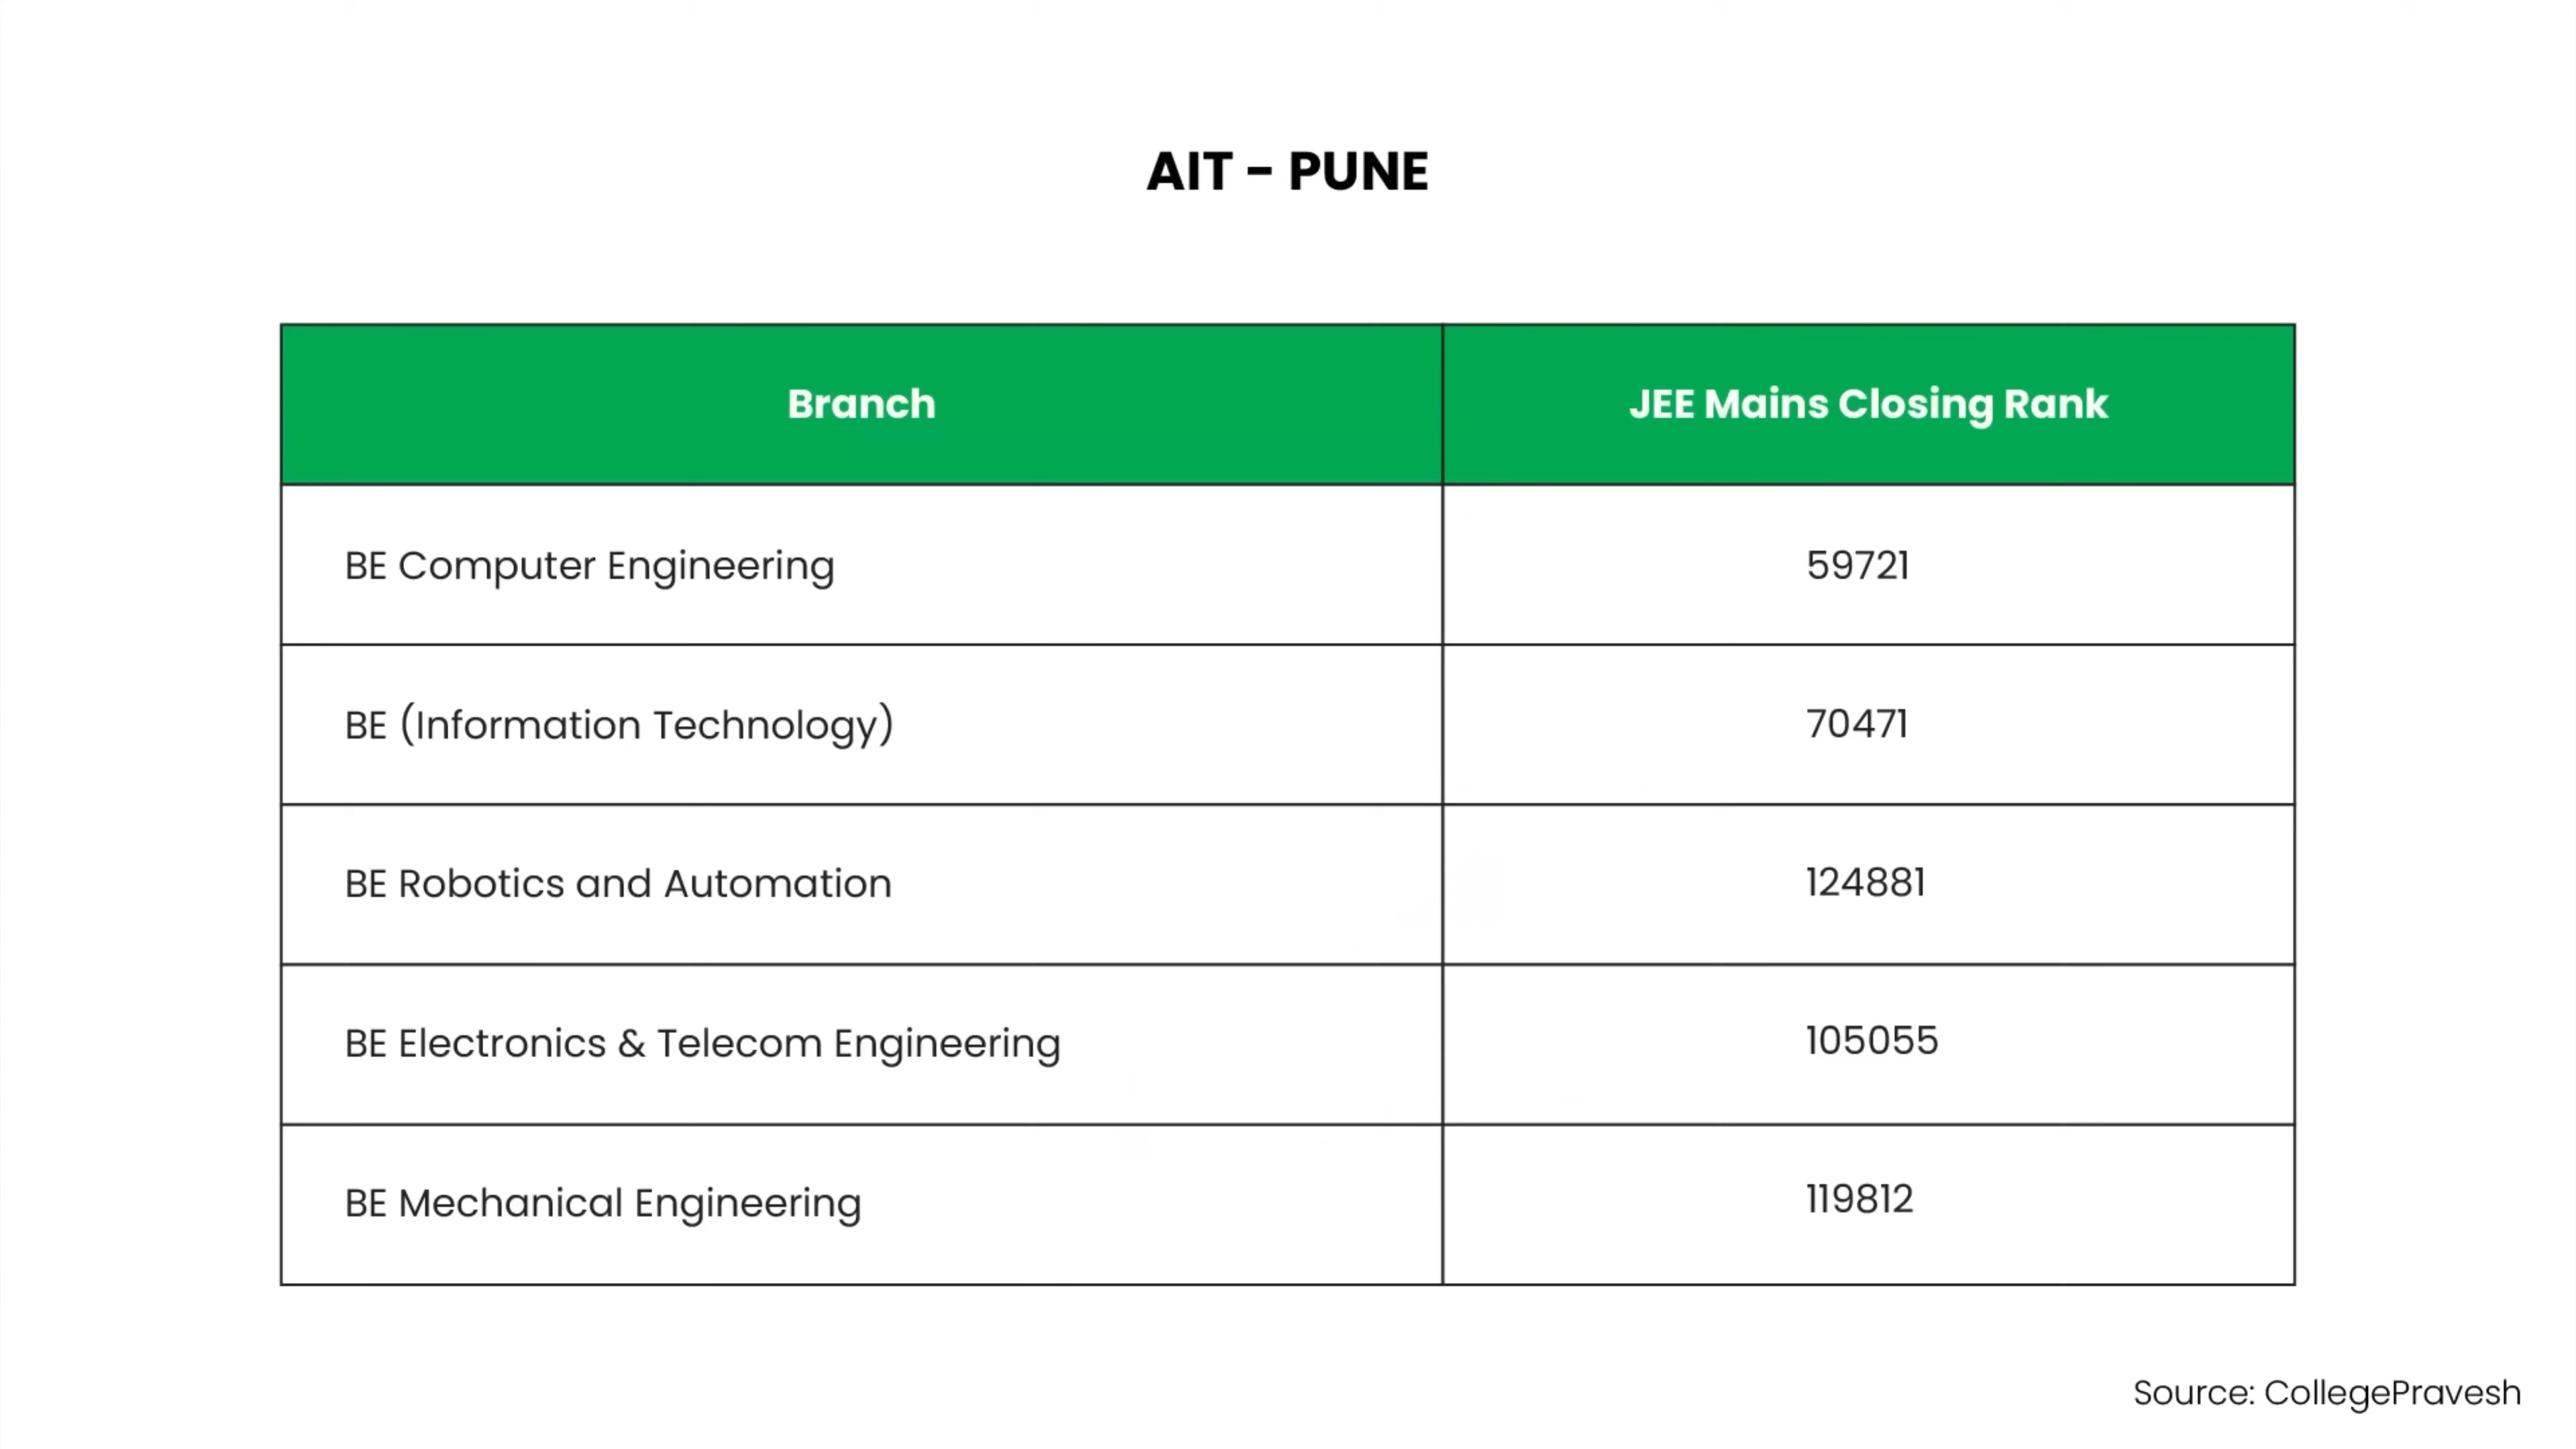 AIT - PUNE
Branch JEE Mains Closing Rank
BE Computer Engineering 59721
BE (Information Technology) 70471
BE Robotics and Automation 124881
BE Electronics & Telecom Engineering 105055
BE Mechanical Engineering 119812
Source: CollegePravesh